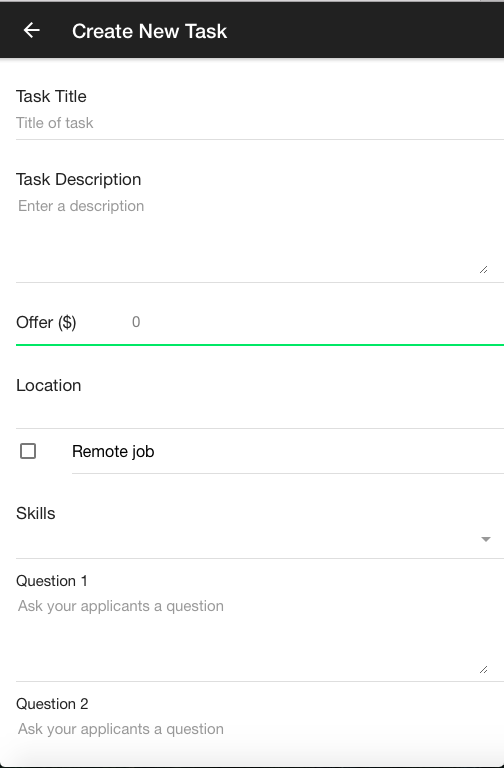 Create New Task
Task Title
Title of task
Task Description
Enter a description
Offer ($) 0
Location
Remote job
Skills
Question 1
Ask your applicants a question
Question 2
Ask your applicants a question